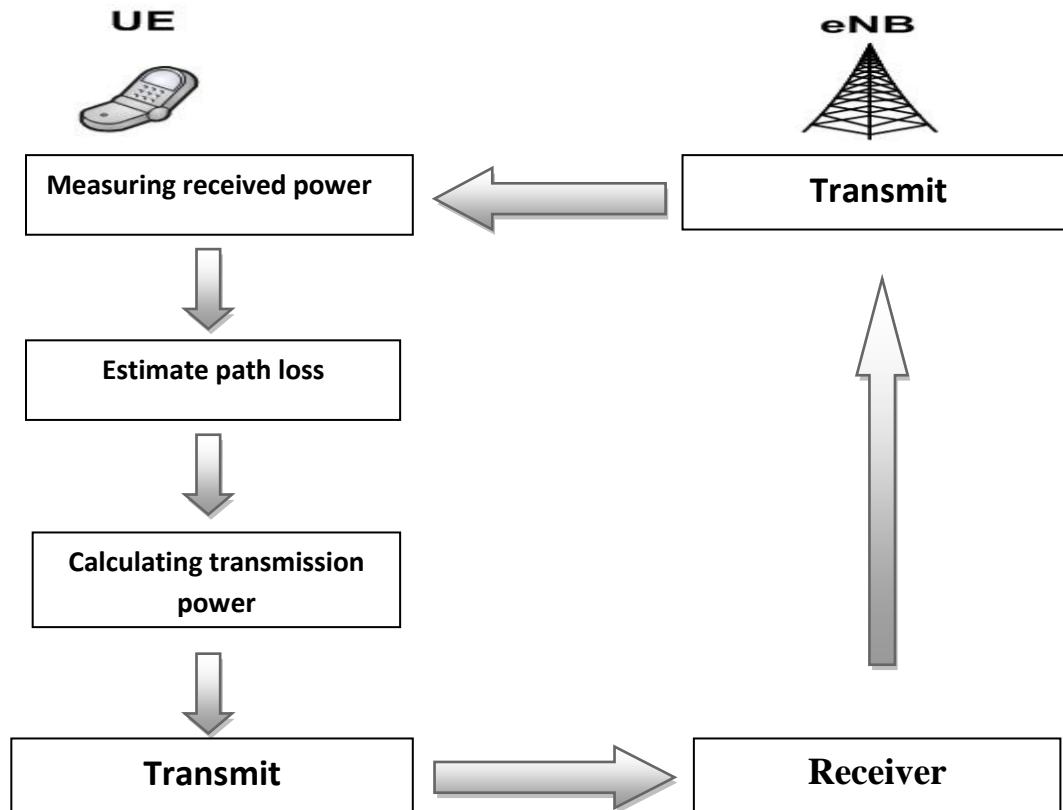 UE
eNB
Measuring received power
Transmit
Estimate path loss
Calculating transmission
power
Transmit
Receiver